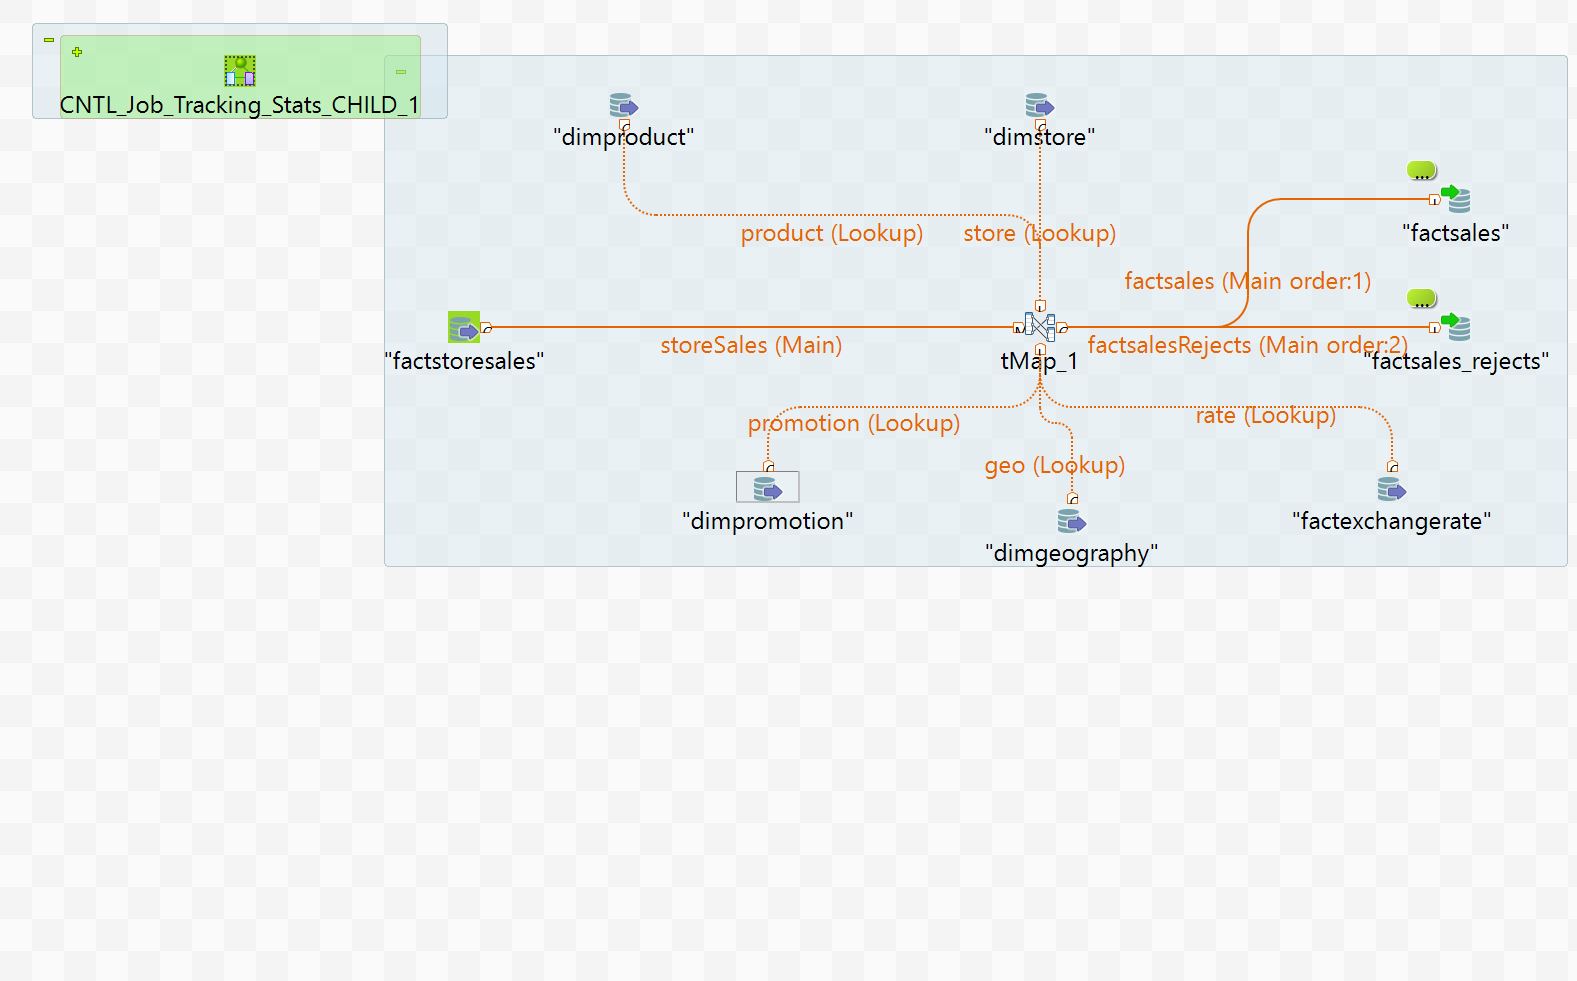 CNTL_Job_Tracking_Stats_CHILD_1
"dimproduct"
"dimstore"
product (Lookup)
store (Lookup)
"factsales"
factsales (Main order:1)
"factstoresales"
storeSales (Main)
tMap_1
factsalesRejects (Main order:2)
"factsales_rejects"
promotion (Lookup)
rate (Lookup)
geo (Lookup)
"dimpromotion"
"factexchangerate"
"dimgeography"